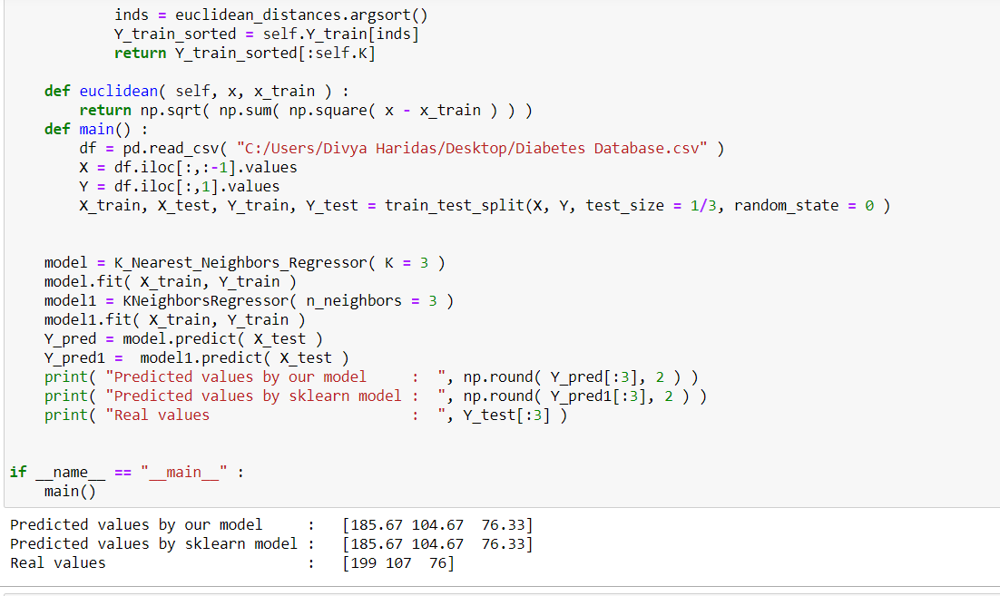 inds = euclidean_distances.argsort()
Y_train_sorted = self.Y_train[inds]
return Y_train_sorted[:self.K]
def euclidean( self, x, x_train ) :
return np.sqrt( np.sum( np.square( x - x_train ) ) )
def main() :
df = pd.read_csv( "C:/Users/Divya Haridas/Desktop/Diabetes Database.csv" )
X = df.iloc[:,:-1].values
Y = df.iloc[:,1].values
X_train, X_test, Y_train, Y_test = train_test_split(X, Y, test_size = 1/3, random_state = 0 )
model = K_Nearest_Neighbors_Regressor( K = 3 )
model.fit( X_train, Y_train )
model1 = KNeighborsRegressor( n_neighbors = 3 )
model1.fit( X_train, Y_train )
Y_pred = model.predict( X_test )
Y_pred1 =  model1.predict( X_test )
print( "Predicted values by our model     :  ", np.round( Y_pred[:3], 2 ) )
print( "Predicted values by sklearn model :  ", np.round( Y_pred1[:3], 2 ) )
print( "Real values                       :  ", Y_test[:3] )
if __name__ == "__main__" :
main()
Predicted values by our model     :   [185.67 104.67  76.33]
Predicted values by sklearn model :   [185.67 104.67  76.33]
Real values                       :   [199 107  76]